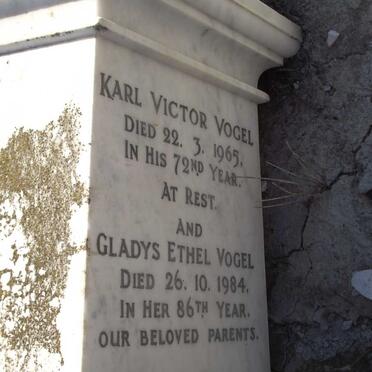 KARL VICTOR VOGEL
DIED 22. 3. 1965.
IN HIS 72ND YEAR.
AT REST.
AND
GLADYS ETHEL VOGEL
DIED 26. 10. 1984.
IN HER 86TH YEAR.
OUR BELOVED PARENTS.